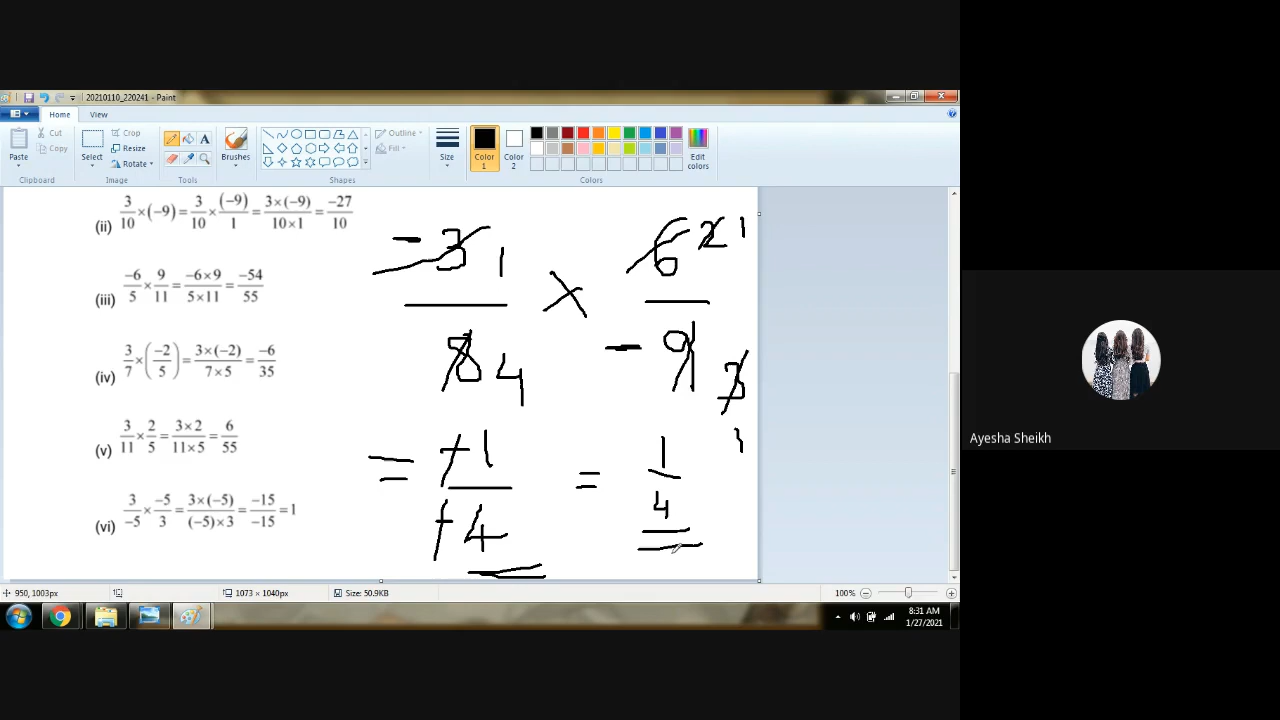 20210110_220241 - Paint
Home View
Paste
Cut
Copy
Clipboard
Select
Crop
Resize
Rotate
Image
A
Tools
Brushes
Outline
Fill
Shapes
Size
Color 1
Color 2
Edit colors
Colors
(ii) 3/10 × (−9) = 3/10 × (−9)/1 = 3×(−9)/10×1 = −27/10
(iii) −6/5 × 9/11 = −6×9/5×11 = −54/55
(iv) 3/7 × (−2/5) = 3×(−2)/7×5 = −6/35
(v) 3/11 × 2/5 = 3×2/11×5 = 6/55
(vi) 3/−5 × −5/3 = 3×(−5)/(−5)×3 = −15/−15 = 1
− 3 1 6 2 1
×
8 4 − 9 3 1
= +1/+4 = 1/4
950, 1003px
1073 × 1040px
Size: 50.9KB
100%
8:31 AM
1/27/2021
Ayesha Sheikh